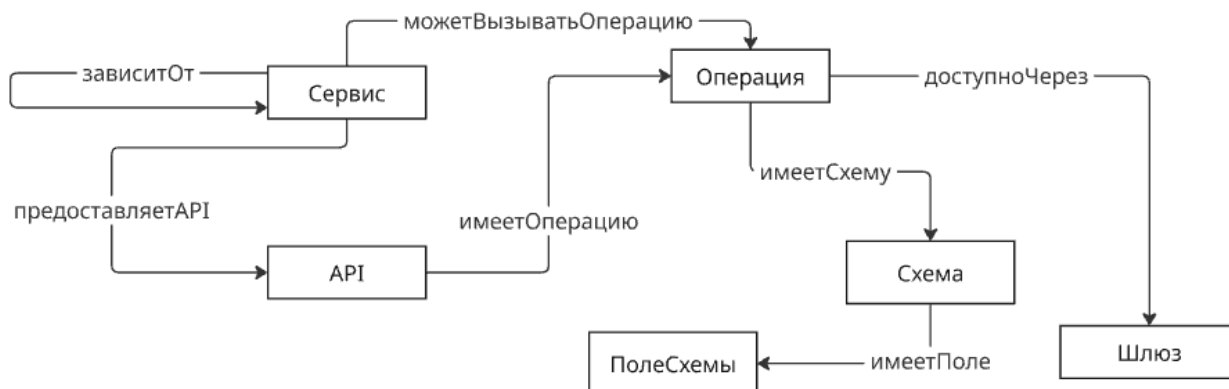 можетВызыватьОперацию
зависитОт
Сервис
Операция
доступноЧерез
имеетСхему
предоставляетAPI
имеетОперацию
API
Схема
ПолеСхемы
имеетПоле
Шлюз